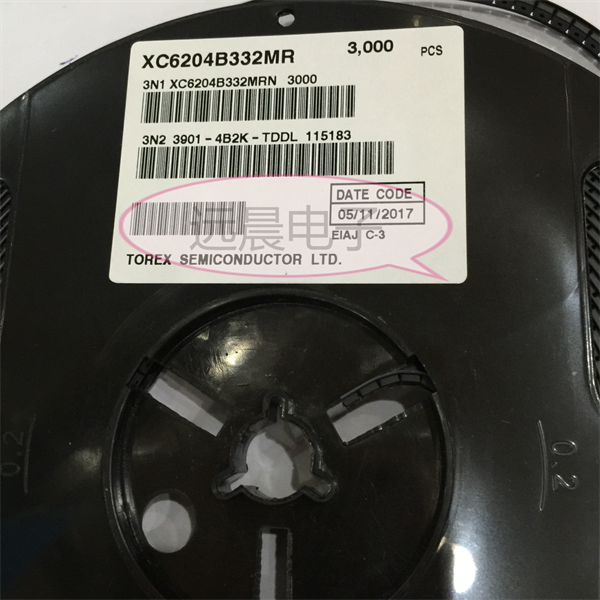 XC6204B332MR 3,000 PCS
3N1 XC6204B332MRN 3000
3N2 3901-4B2K-TDDL 115183
DATE CODE
05/11/2017
远晨电子
EIAJ C-3
TOREX SEMICONDUCTOR LTD.
0.2
0.2